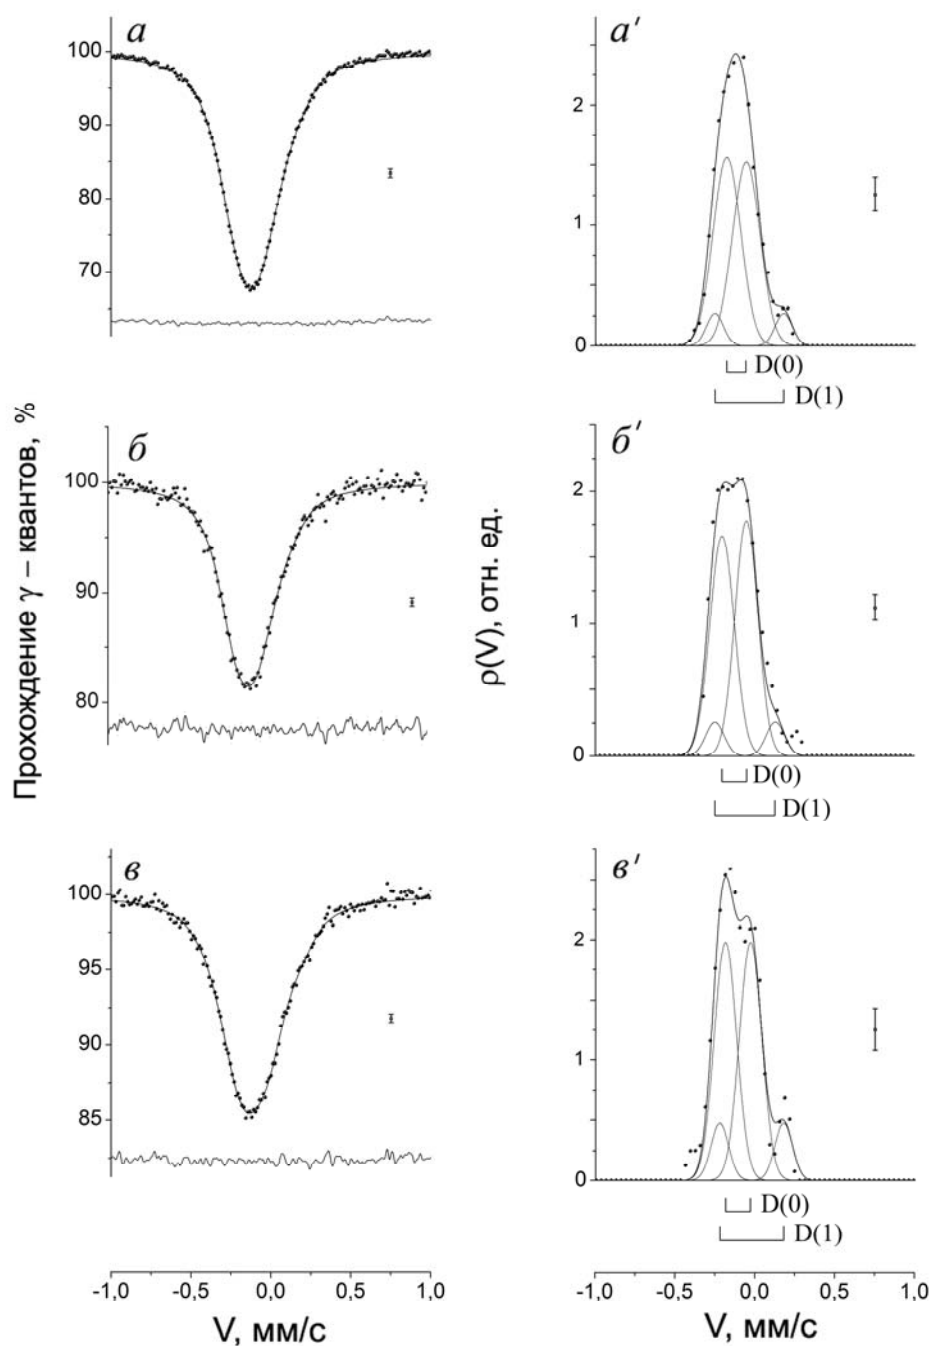 Прохождение γ – квантов, %
а
100
90
80
70
б
100
90
80
в
100
95
90
85
-1,0 -0,5 0,0 0,5 1,0
V, мм/с
ρ(V), отн. ед.
а′
2
1
0
D(0)
D(1)
б′
2
1
0
D(0)
D(1)
в′
2
1
0
D(0)
D(1)
-1,0 -0,5 0,0 0,5 1,0
V, мм/с